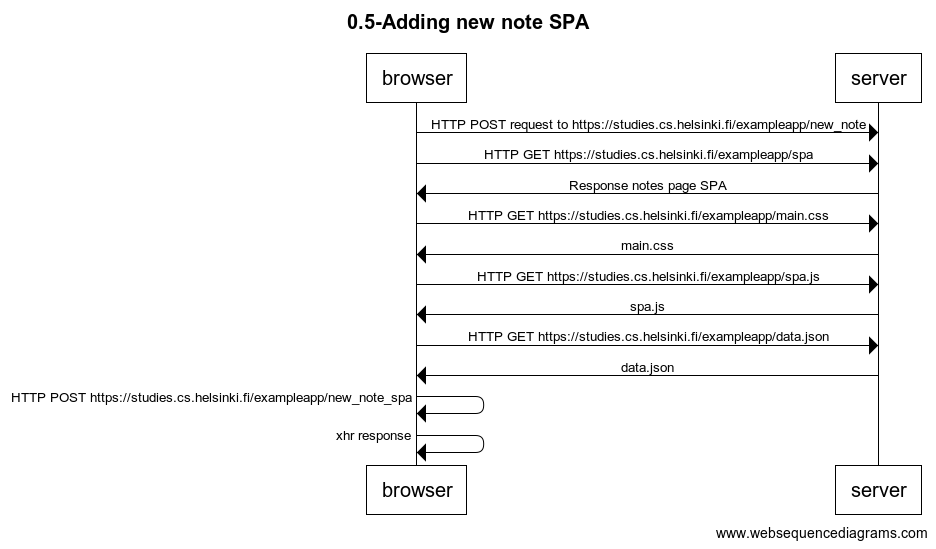 0.5-Adding new note SPA
browser
server
HTTP POST request to https://studies.cs.helsinki.fi/exampleapp/new_note
HTTP GET https://studies.cs.helsinki.fi/exampleapp/spa
Response notes page SPA
HTTP GET https://studies.cs.helsinki.fi/exampleapp/main.css
main.css
HTTP GET https://studies.cs.helsinki.fi/exampleapp/spa.js
spa.js
HTTP GET https://studies.cs.helsinki.fi/exampleapp/data.json
data.json
HTTP POST https://studies.cs.helsinki.fi/exampleapp/new_note_spa
xhr response
browser
server
www.websequencediagrams.com